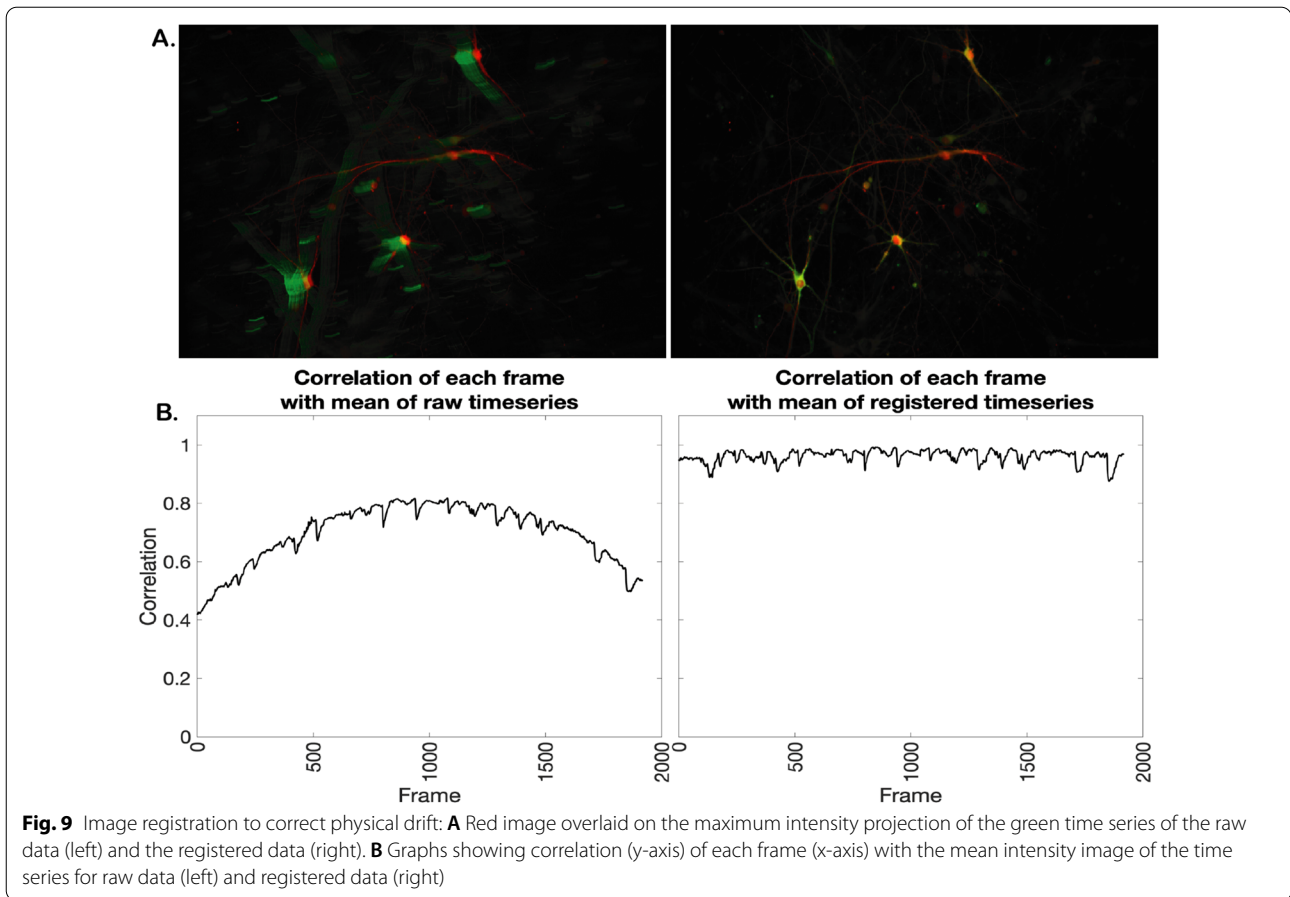 A.
Correlation of each frame
with mean of raw timeseries
Correlation of each frame
with mean of registered timeseries
B.
1
0.8
0.6
0.4
0.2
0
Correlation
0
500
1000
1500
2000
Frame
0
500
1000
1500
2000
Frame
Fig. 9 Image registration to correct physical drift: A Red image overlaid on the maximum intensity projection of the green time series of the raw
data (left) and the registered data (right). B Graphs showing correlation (y-axis) of each frame (x-axis) with the mean intensity image of the time
series for raw data (left) and registered data (right)